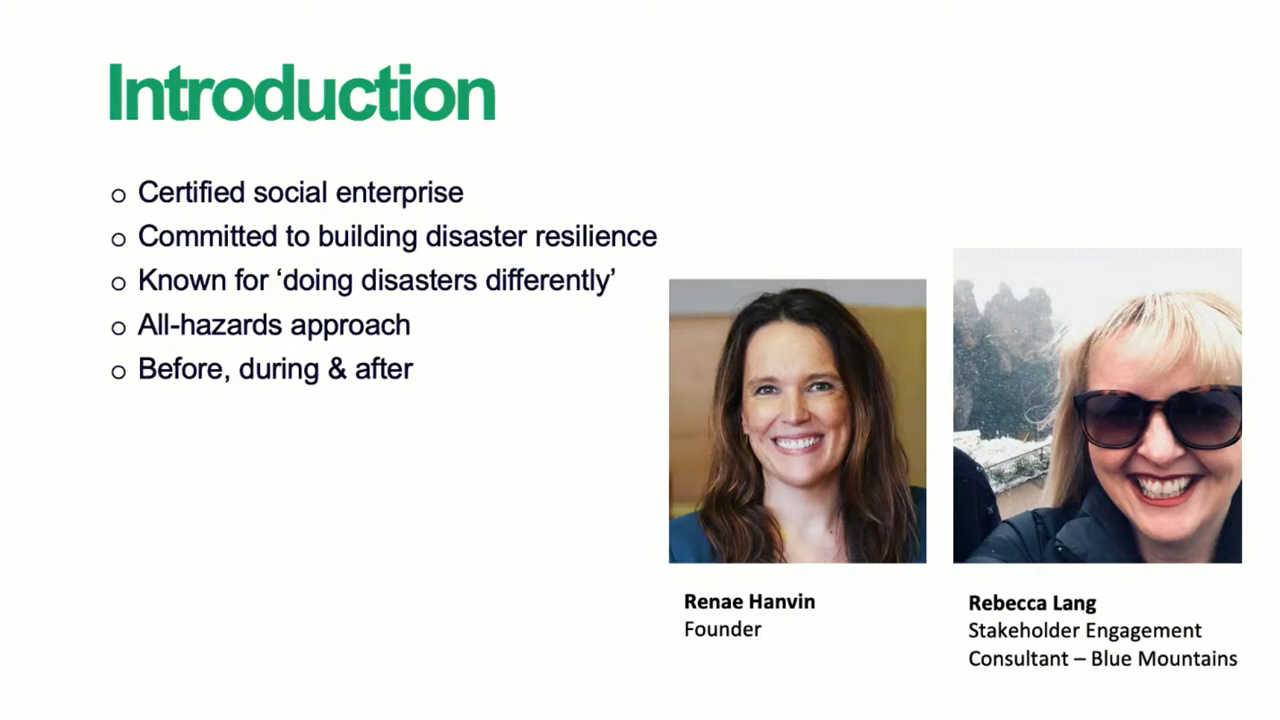 Introduction
Certified social enterprise
Committed to building disaster resilience
Known for ‘doing disasters differently’
All-hazards approach
Before, during & after
Renae Hanvin
Founder
Rebecca Lang
Stakeholder Engagement
Consultant – Blue Mountains